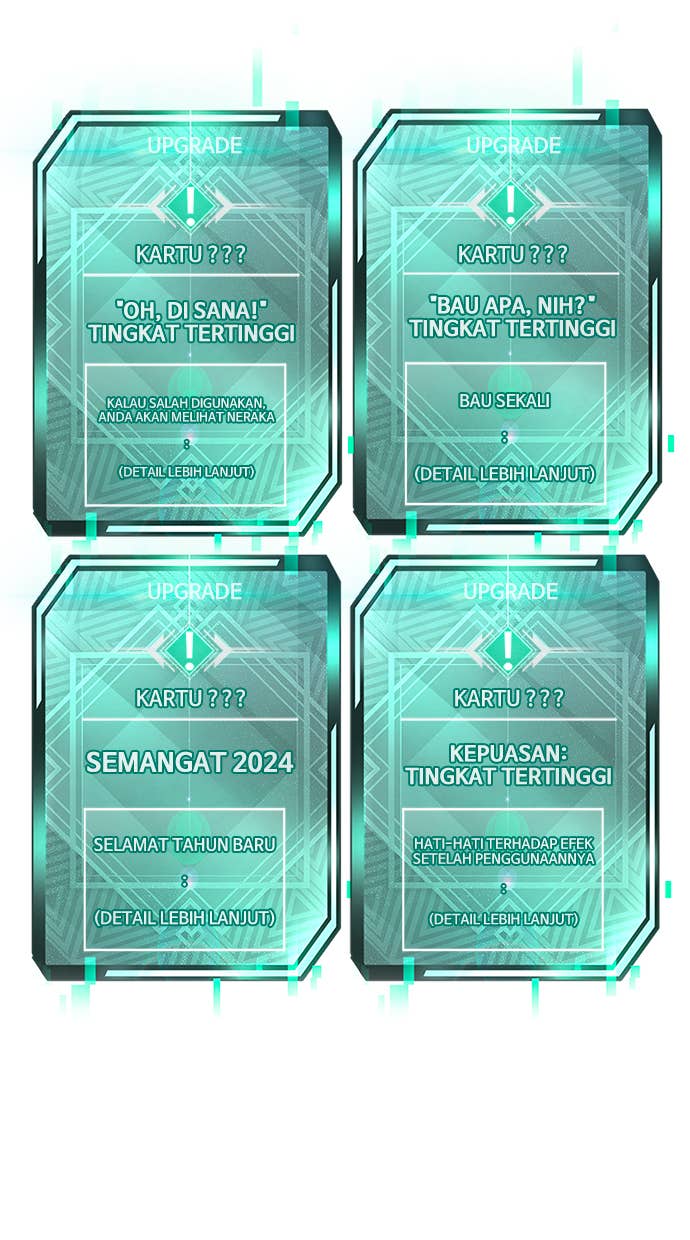 UPGRADE
!
KARTU ???
"OH, DI SANA!"
TINGKAT TERTINGGI
KALAU SALAH DIGUNAKAN,
ANDA AKAN MELIHAT NERAKA
:
(DETAIL LEBIH LANJUT)
UPGRADE
!
KARTU ???
"BAU APA, NIH?"
TINGKAT TERTINGGI
BAU SEKALI
:
(DETAIL LEBIH LANJUT)
UPGRADE
!
KARTU ???
SEMANGAT 2024
SELAMAT TAHUN BARU
:
(DETAIL LEBIH LANJUT)
UPGRADE
!
KARTU ???
KEPUASAN:
TINGKAT TERTINGGI
HATI-HATI TERHADAP EFEK
SETELAH PENGGUNAANNYA
:
(DETAIL LEBIH LANJUT)